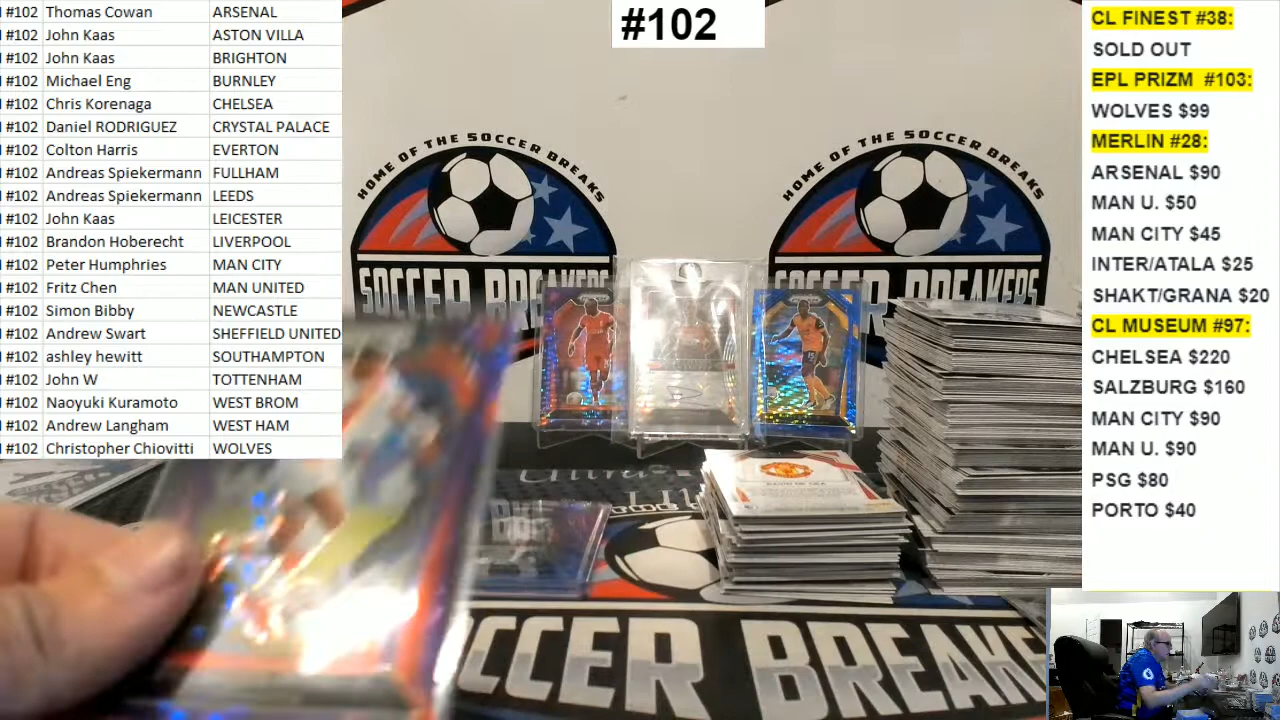 #102 Thomas Cowan ARSENAL
#102 John Kaas ASTON VILLA
#102 John Kaas BRIGHTON
#102 Michael Eng BURNLEY
#102 Chris Korenaga CHELSEA
#102 Daniel RODRIGUEZ CRYSTAL PALACE
#102 Colton Harris EVERTON
#102 Andreas Spiekermann FULLHAM
#102 Andreas Spiekermann LEEDS
#102 John Kaas LEICESTER
#102 Brandon Hoberecht LIVERPOOL
#102 Peter Humphries MAN CITY
#102 Fritz Chen MAN UNITED
#102 Simon Bibby NEWCASTLE
#102 Andrew Swart SHEFFIELD UNITED
#102 ashley hewitt SOUTHAMPTON
#102 John W TOTTENHAM
#102 Naoyuki Kuramoto WEST BROM
#102 Andrew Langham WEST HAM
#102 Christopher Chiovitti WOLVES
#102
HOME OF THE SOCCER BREAKS
SOCCER BREAKERS
HOME OF THE SOCCER BREAKS
SOCCER BREAKERS
DAVID DE GEA
OCCER BREAKE
CL FINEST #38:
SOLD OUT
EPL PRIZM #103:
WOLVES $99
MERLIN #28:
ARSENAL $90
MAN U. $50
MAN CITY $45
INTER/ATALA $25
SHAKT/GRANA $20
CL MUSEUM #97:
CHELSEA $220
SALZBURG $160
MAN CITY $90
MAN U. $90
PSG $80
PORTO $40